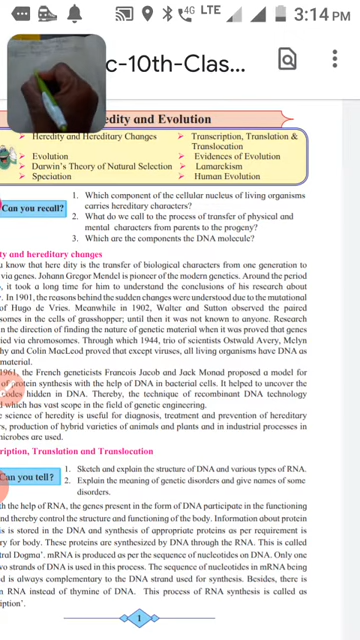 LTE 4G 3:14 PM
c-10th-Clas...
edity and Evolution
Heredity and Hereditary Changes
Transcription, Translation & Translocation
Evolution
Evidences of Evolution
Darwin's Theory of Natural Selection
Lamarckism
Speciation
Human Evolution
Can you recall?
1. Which component of the cellular nucleus of living organisms
carries hereditary characters?
2. What do we call to the process of transfer of physical and
mental characters from parents to the progeny?
3. Which are the components the DNA molecule?
ty and hereditary changes
u know that here dity is the transfer of biological characters from one generation to
via genes. Johann Gregor Mendel is pioneer of the modern genetics. Around the period
, it took a long time for him to understand the conclusions of his research about
. In 1901, the reasons behind the sudden changes were understood due to the mutational
of Hugo de Vries. Meanwhile in 1902, Walter and Sutton observed the paired
osomes in the cells of grasshopper; until then it was not known to anyone. Research
n the direction of finding the nature of genetic material when it was proved that genes
ried via chromosomes. Through which 1944, trio of scientists Ostwald Avery, Mclyn
hy and Colin MacLeod proved that except viruses, all living organisms have DNA as
material.
961, the French geneticists Francois Jacob and Jack Monad proposed a model for
of protein synthesis with the help of DNA in bacterial cells. It helped to uncover the
codes hidden in DNA. Thereby, the technique of recombinant DNA technology
d which has vast scope in the field of genetic engineering.
e science of heredity is useful for diagnosis, treatment and prevention of hereditary
rs, production of hybrid varieties of animals and plants and in industrial processes in
microbes are used.
ription, Translation and Translocation
Can you tell?
1. Sketch and explain the structure of DNA and various types of RNA.
2. Explain the meaning of genetic disorders and give names of some
disorders.
th the help of RNA, the genes present in the form of DNA participate in the functioning
nd thereby control the structure and functioning of the body. Information about protein
is is stored in the DNA and synthesis of appropriate proteins as per requirement is
ry for body. These proteins are synthesized by DNA through the RNA. This is called
tral Dogma'. mRNA is produced as per the sequence of nucleotides on DNA. Only one
wo strands of DNA is used in this process. The sequence of nucleotides in mRNA being
d is always complementary to the DNA strand used for synthesis. Besides, there is
n RNA instead of thymine of DNA. This process of RNA synthesis is called as
ription'.
1